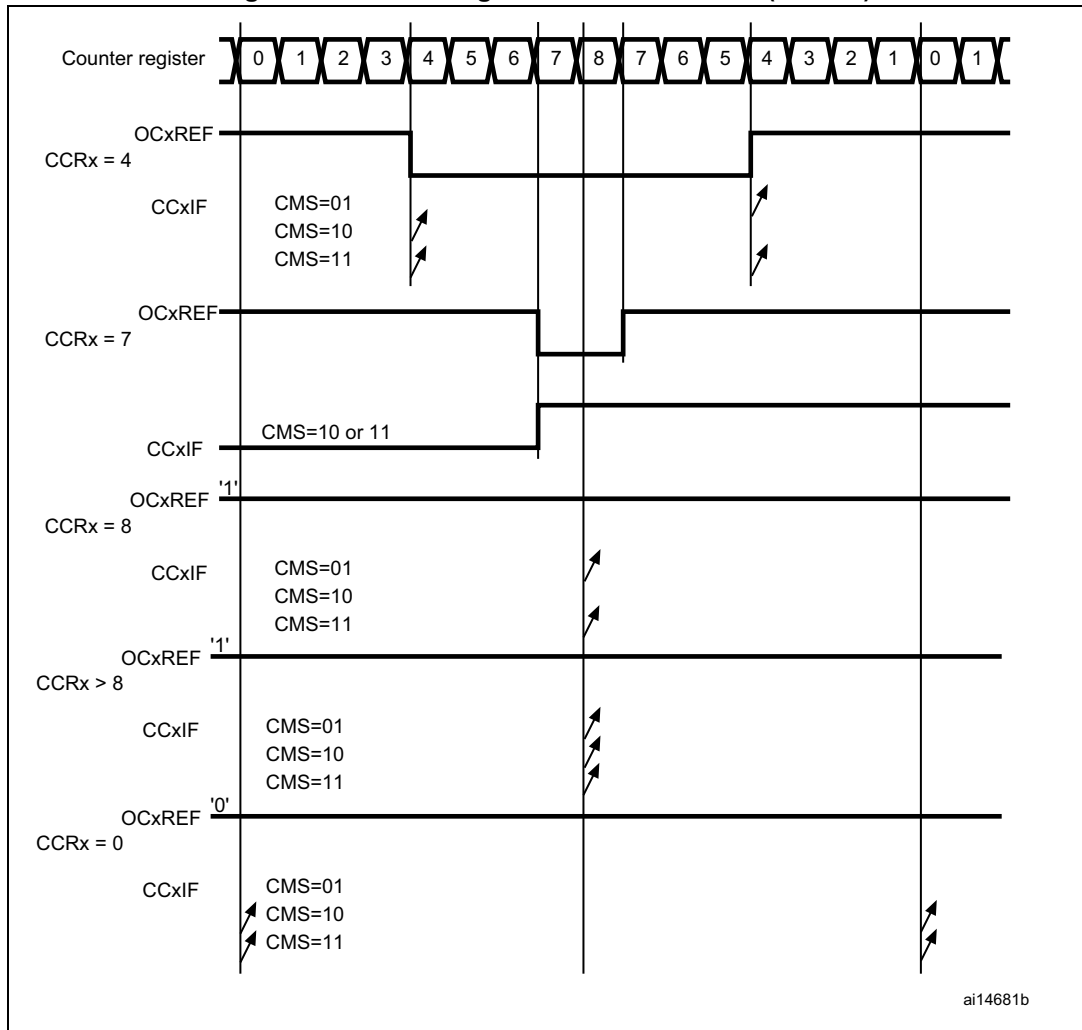 Counter register 0 1 2 3 4 5 6 7 8 7 6 5 4 3 2 1 0 1
OCxREF
CCRx = 4
CCxIF CMS=01
CMS=10
CMS=11
OCxREF
CCRx = 7
CMS=10 or 11
CCxIF
'1'
OCxREF
CCRx = 8
CCxIF CMS=01
CMS=10
CMS=11
'1'
OCxREF
CCRx > 8
CCxIF CMS=01
CMS=10
CMS=11
'0'
OCxREF
CCRx = 0
CCxIF CMS=01
CMS=10
CMS=11
ai14681b